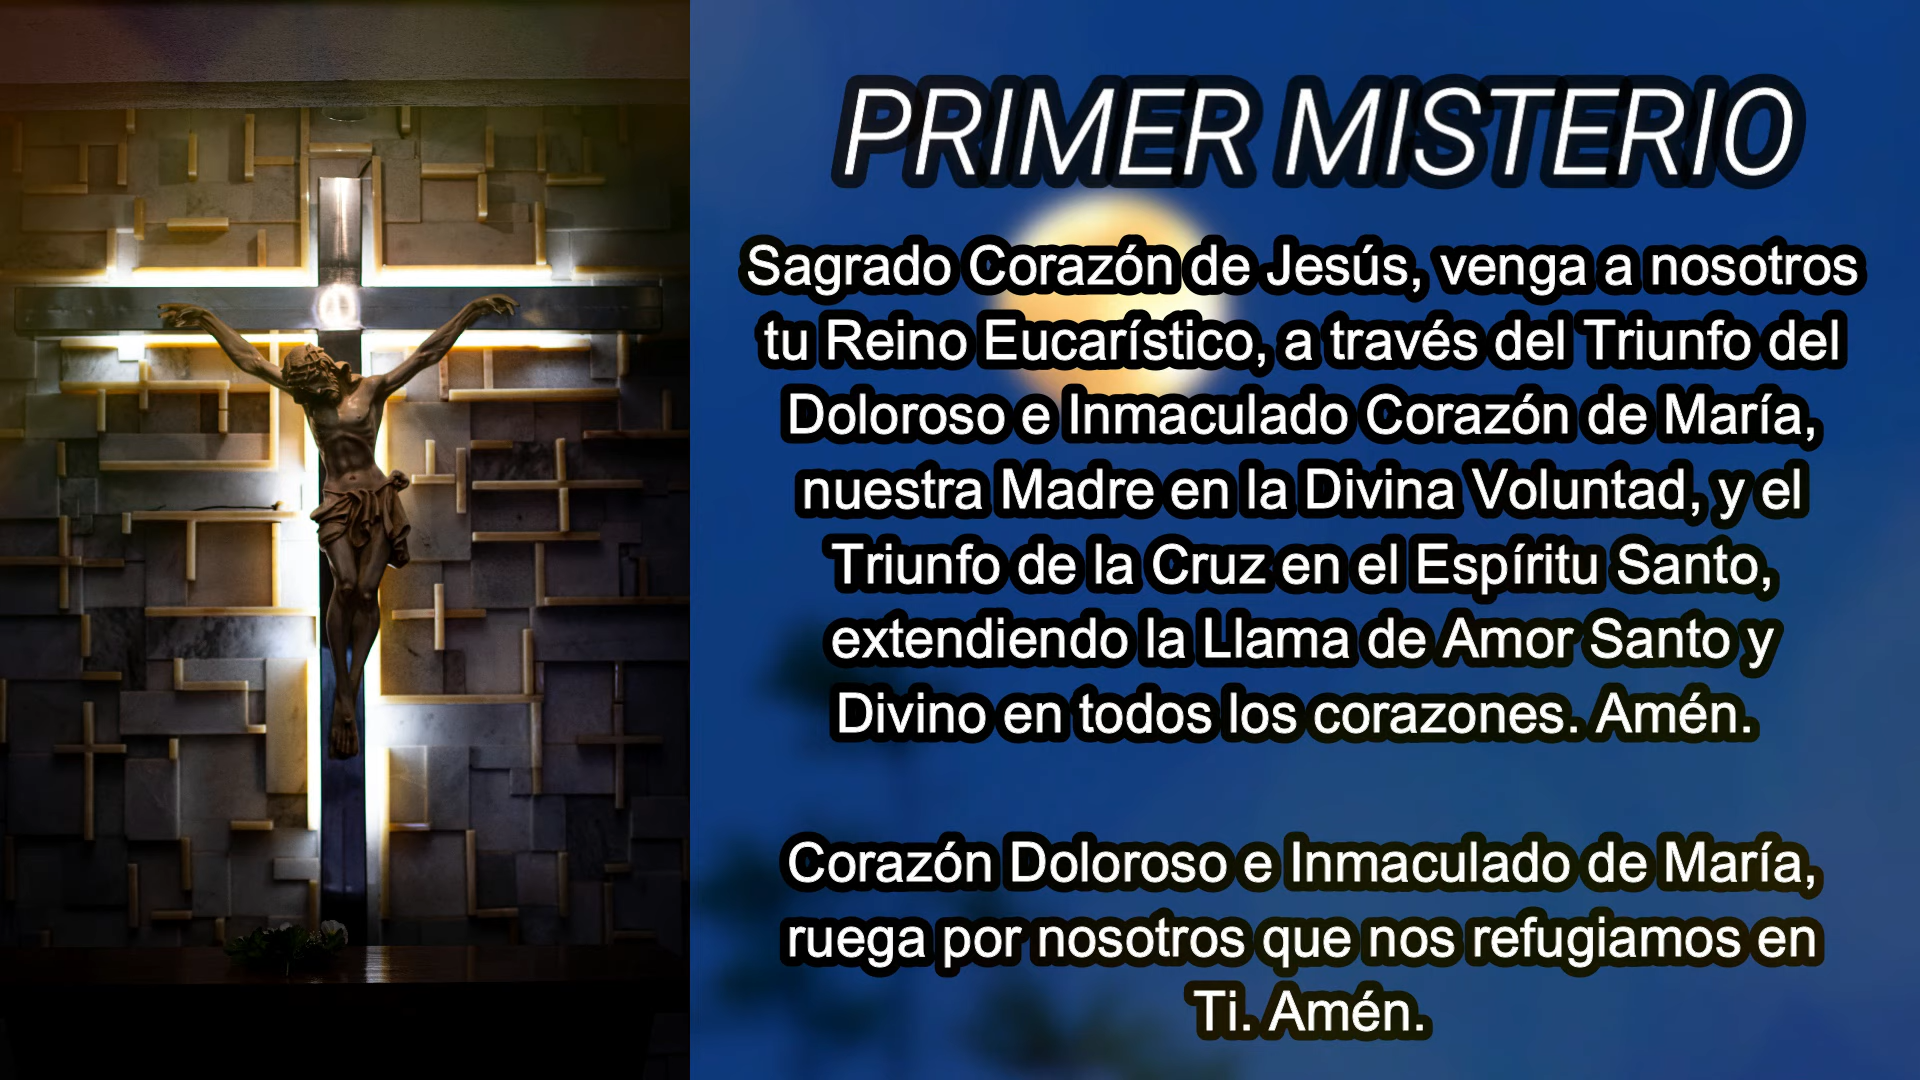 PRIMER MISTERIO
Sagrado Corazón de Jesús, venga a nosotros
tu Reino Eucarístico, a través del Triunfo del
Doloroso e Inmaculado Corazón de María,
nuestra Madre en la Divina Voluntad, y el
Triunfo de la Cruz en el Espíritu Santo,
extendiendo la Llama de Amor Santo y
Divino en todos los corazones. Amén.
Corazón Doloroso e Inmaculado de María,
ruega por nosotros que nos refugiamos en
Ti. Amén.